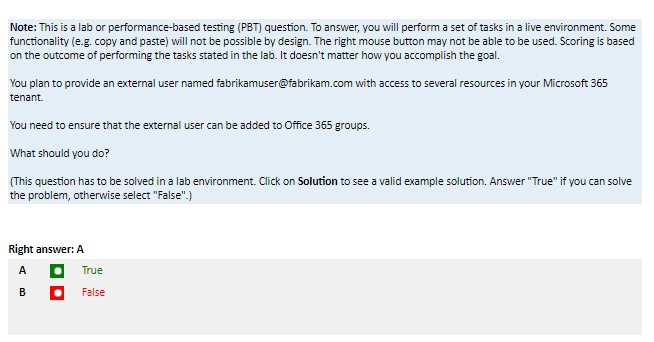 Note: This is a lab or performance-based testing (PBT) question. To answer, you will perform a set of tasks in a live environment. Some
functionality (e.g. copy and paste) will not be possible by design. The right mouse button may not be able to be used. Scoring is based
on the outcome of performing the tasks stated in the lab. It doesn't matter how you accomplish the goal.
You plan to provide an external user named fabrikamuser@fabrikam.com with access to several resources in your Microsoft 365
tenant.
You need to ensure that the external user can be added to Office 365 groups.
What should you do?
(This question has to be solved in a lab environment. Click on Solution to see a valid example solution. Answer "True" if you can solve
the problem, otherwise select "False".)
Right answer: A
A True
B False